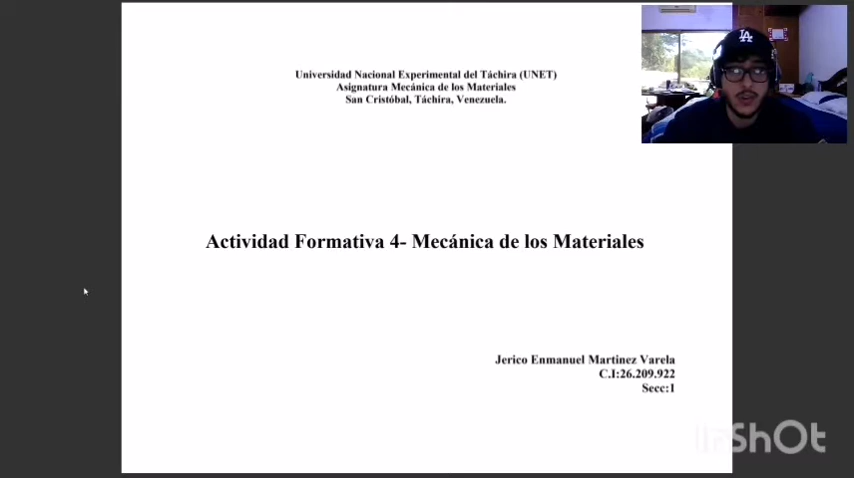 Universidad Nacional Experimental del Táchira (UNET)
Asignatura Mecánica de los Materiales
San Cristóbal, Táchira, Venezuela.
LA
Actividad Formativa 4- Mecánica de los Materiales
Jerico Enmanuel Martinez Varela
C.I:26.209.922
Secc:1